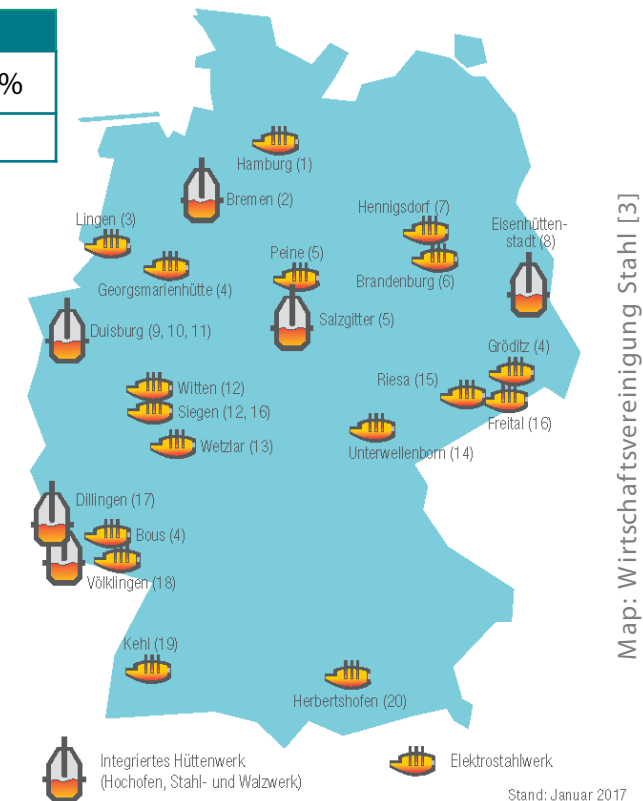 %
Hamburg (1)
Bremen (2)
Lingen (3)
Hennigsdorf (7)
Eisenhütten-
stadt (8)
Peine (5)
Georgsmarienhütte (4)
Brandenburg (6)
Salzgitter (5)
Duisburg (9, 10, 11)
Gröditz (4)
Riesa (15)
Witten (12)
Siegen (12, 16)
Freital (16)
Wetzlar (13)
Unterwellenborn (14)
Dillingen (17)
Bous (4)
Völklingen (18)
Kehl (19)
Herbertshofen (20)
Integriertes Hüttenwerk
(Hochofen, Stahl- und Walzwerk)
Elektrostahlwerk
Stand: Januar 2017
Map: Wirtschaftsvereinigung Stahl [3]